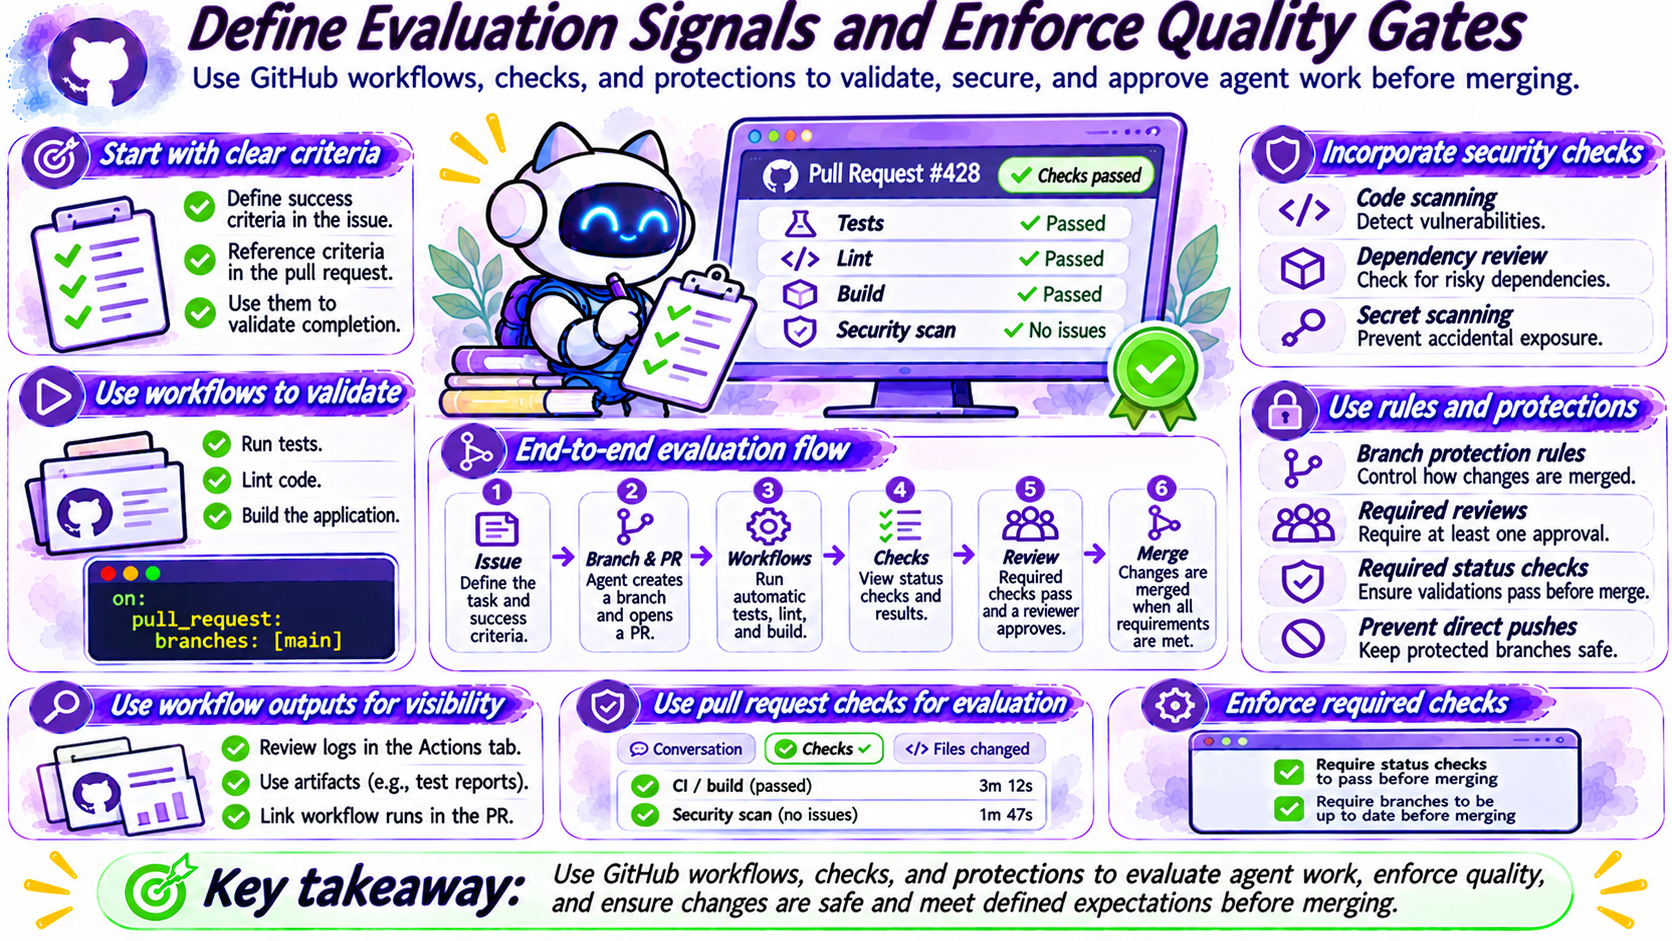 Define Evaluation Signals and Enforce Quality Gates
Use GitHub workflows, checks, and protections to validate, secure, and approve agent work before merging.
Start with clear criteria
Define success
criteria in the issue.
Reference criteria
in the pull request.
Use them to
validate completion.
Use workflows to validate
Run tests.
Lint code.
Build the application.
on:
pull_request:
branches: [main]
Pull Request #428
Checks passed
Tests
Passed
Lint
Passed
Build
Passed
Security scan
No issues
End-to-end evaluation flow
1
Issue
Define the
task and
success
criteria.
2
Branch & PR
Agent creates
a branch
and opens
a PR.
3
Workflows
Run
automatic
tests, lint,
and build.
4
Checks
View status
checks and
results.
5
Review
Required
checks pass
and a reviewer
approves.
6
Merge
Changes are
merged
when all
requirements
are met.
Incorporate security checks
Code scanning
Detect vulnerabilities.
Dependency review
Check for risky dependencies.
Secret scanning
Prevent accidental exposure.
Use rules and protections
Branch protection rules
Control how changes are merged.
Required reviews
Require at least one approval.
Required status checks
Ensure validations pass before merge.
Prevent direct pushes
Keep protected branches safe.
Use workflow outputs for visibility
Review logs in the Actions tab.
Use artifacts (e.g., test reports).
Link workflow runs in the PR.
Use pull request checks for evaluation
Conversation
Checks
</> Files changed
CI / build (passed)
3m 12s
Security scan (no issues)
1m 47s
Enforce required checks
Require status checks
to pass before merging
Require branches to be
up to date before merging
Key takeaway:
Use GitHub workflows, checks, and protections to evaluate agent work, enforce quality,
and ensure changes are safe and meet defined expectations before merging.